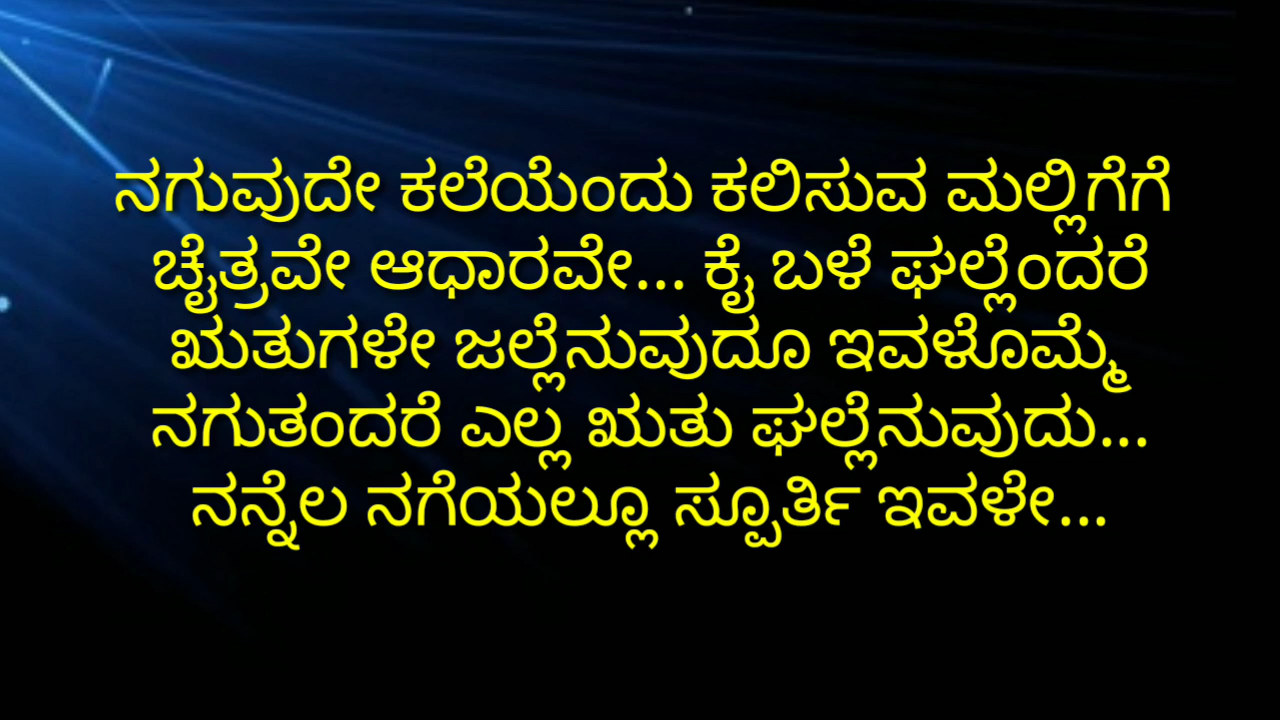 ನಗುವುದೇ ಕಲೆಯೆಂದು ಕಲಿಸುವ ಮಲ್ಲಿಗೆಗೆ
ಚೈತ್ರವೇ ಆಧಾರವೇ... ಕೈ ಬಳೆ ಘಲ್ಲೆಂದರೆ
ಋತುಗಳೇ ಜಲ್ಲೆನುವುದೂ ಇವಳೊಮ್ಮೆ
ನಗುತಂದರೆ ಎಲ್ಲ ಋತು ಘಲ್ಲೆನುವುದು...
ನನ್ನೆಲ ನಗೆಯಲ್ಲೂ ಸ್ಪೂರ್ತಿ ಇವಳೇ...